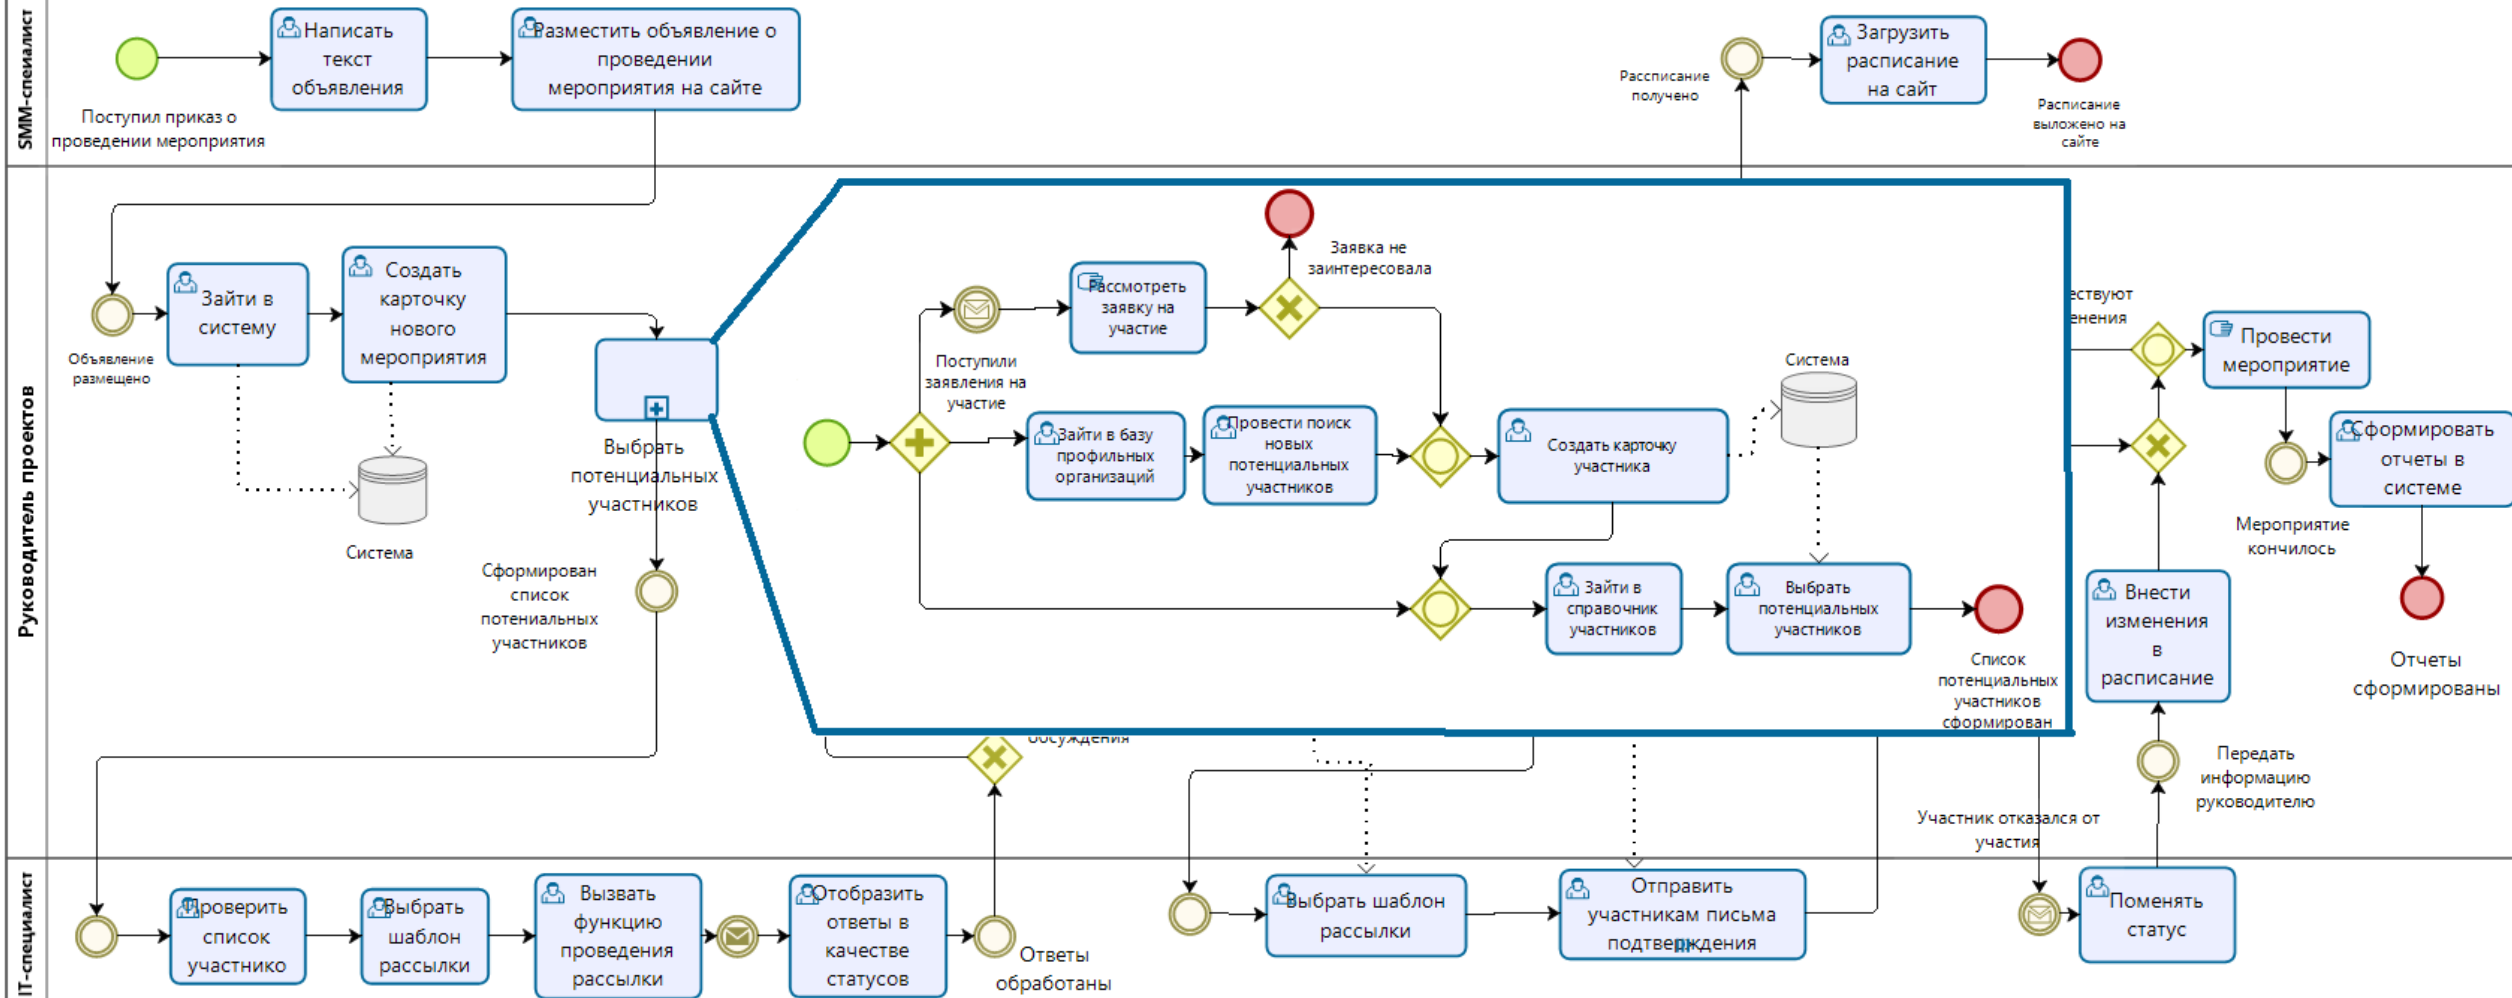 SMM-специалист
Написать
текст
объявления
Разместить объявление о
проведении
мероприятия на сайте
Поступил приказ о
проведении мероприятия
Рассписание
получено
Загрузить
расписание
на сайт
Расписание
выложено на
сайте
Руководитель проектов
Объявление
размещено
Зайти в
систему
Создать
карточку
нового
мероприятия
Система
Выбрать
потенциальных
участников
Сформирован
список
потениальных
участников
Заявка не
заинтересовала
Рассмотреть
заявку на
участие
Поступили
заявления на
участие
Зайти в базу
профильных
организаций
Провести поиск
новых
потенциальных
участников
Создать карточку
участника
Система
Зайти в
справочник
участников
Выбрать
потенциальных
участников
Список
потенциальных
участников
сформирован
обсуждения
ествуют
енения
Провести
мероприятие
Сформировать
отчеты в
системе
Мероприятие
кончилось
Отчеты
сформированы
Внести
изменения
в
расписание
Передать
информацию
руководителю
Участник отказался от
участия
IT-специалист
Проверить
список
участнико
Выбрать
шаблон
рассылки
Вызвать
функцию
проведения
рассылки
Отобразить
ответы в
качестве
статусов
Ответы
обработаны
Выбрать шаблон
рассылки
Отправить
участникам письма
подтверждения
Поменять
статус